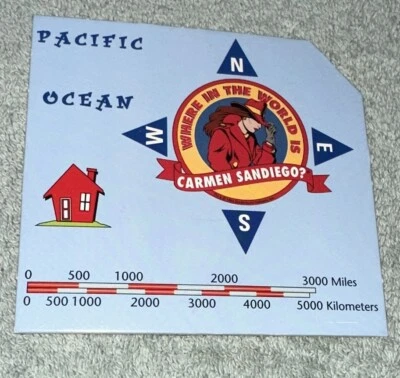 PACIFIC
OCEAN
N
W
E
S
WHERE IN THE WORLD IS
CARMEN SANDIEGO?
0 500 1000 2000 3000 Miles
0 500 1000 2000 3000 4000 5000 Kilometers